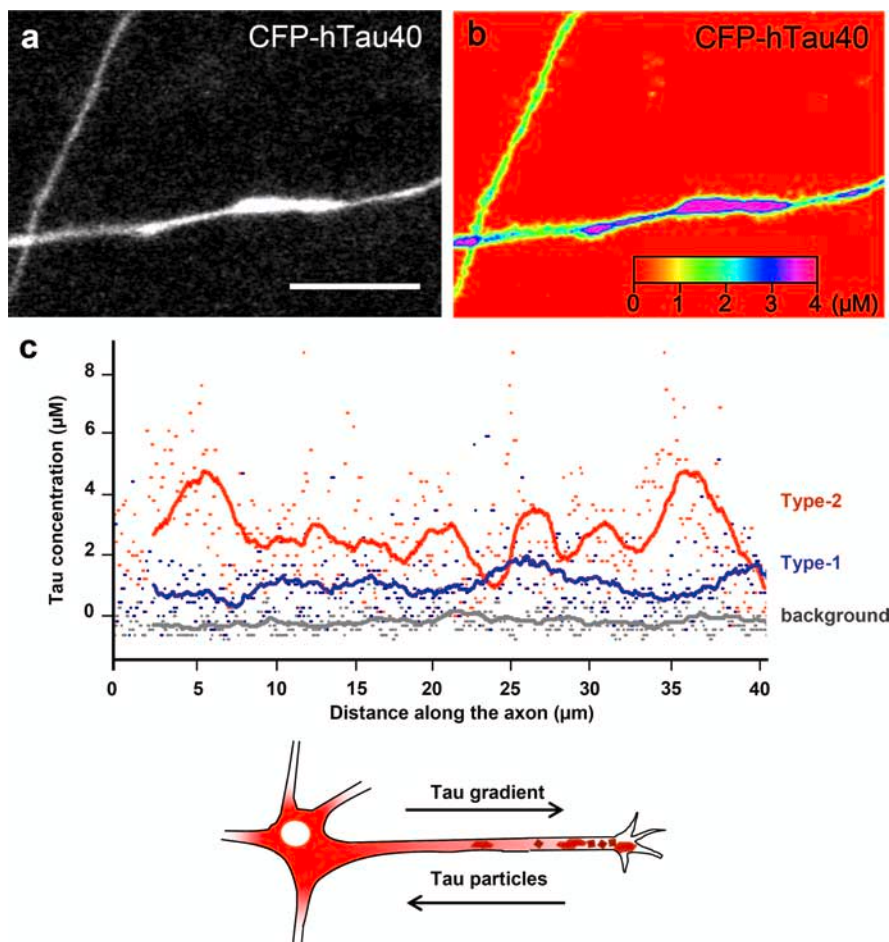 a CFP-hTau40
b CFP-hTau40
0 1 2 3 4 (µM)
c
Tau concentration (µM)
8
6
4
2
0
Type-2
Type-1
background
0 5 10 15 20 25 30 35 40
Distance along the axon (µm)
Tau gradient
Tau particles